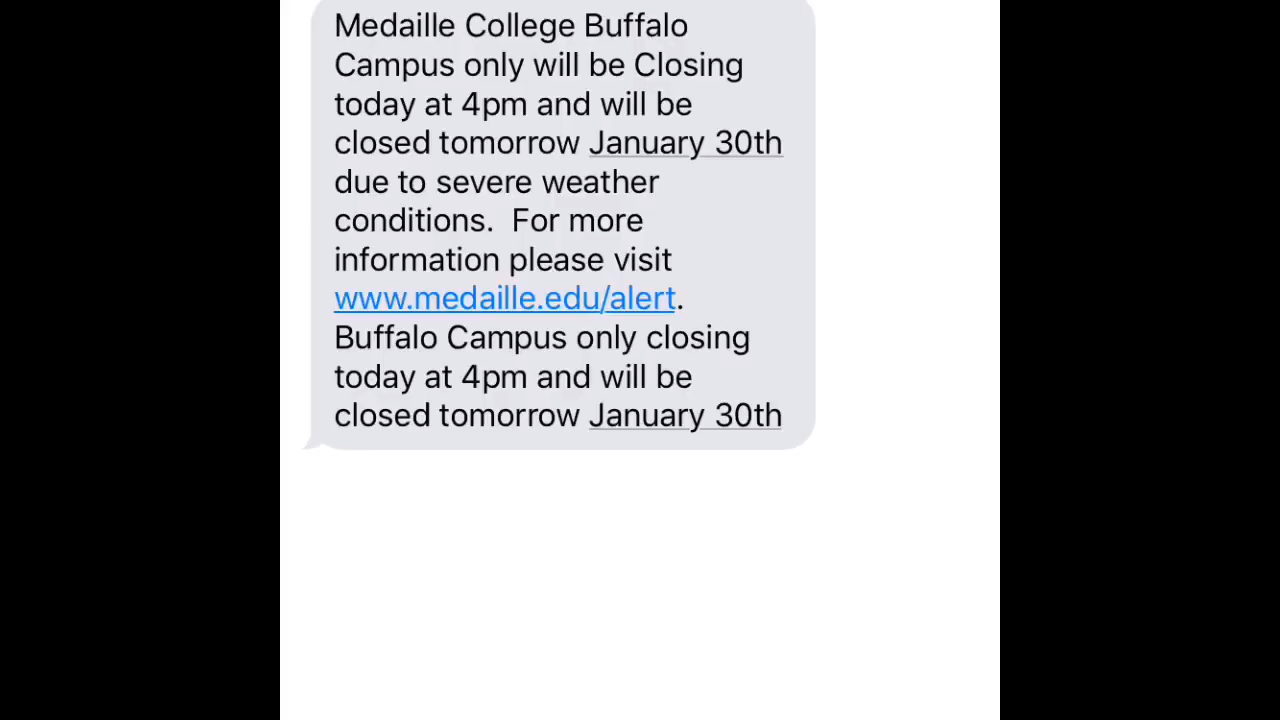 Medaille College Buffalo
Campus only will be Closing
today at 4pm and will be
closed tomorrow January 30th
due to severe weather
conditions.  For more
information please visit
www.medaille.edu/alert.
Buffalo Campus only closing
today at 4pm and will be
closed tomorrow January 30th